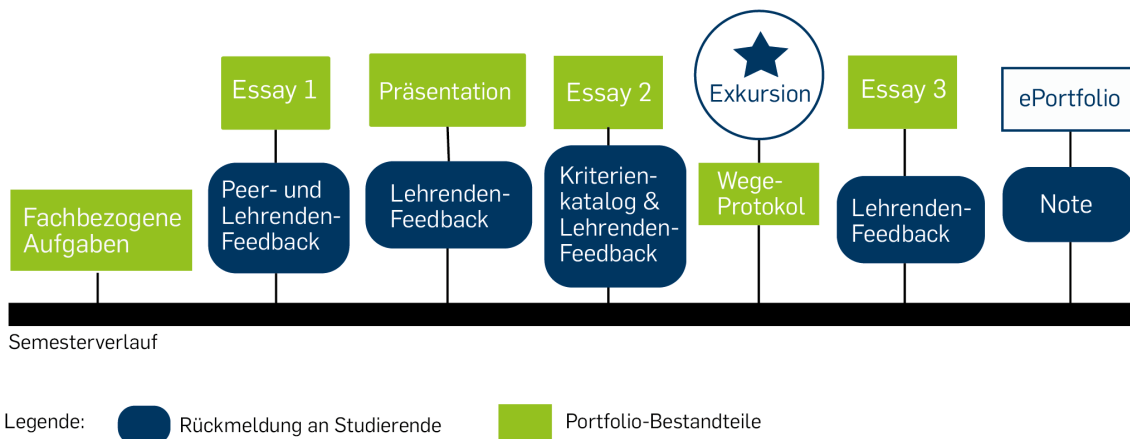 Fachbezogene
Aufgaben
Essay 1
Peer- und
Lehrenden-
Feedback
Präsentation
Lehrenden-
Feedback
Essay 2
Kriterien-
katalog &
Lehrenden-
Feedback
Exkursion
Wege-
Protokol
Essay 3
Lehrenden-
Feedback
ePortfolio
Note
Semesterverlauf
Legende:
Rückmeldung an Studierende
Portfolio-Bestandteile